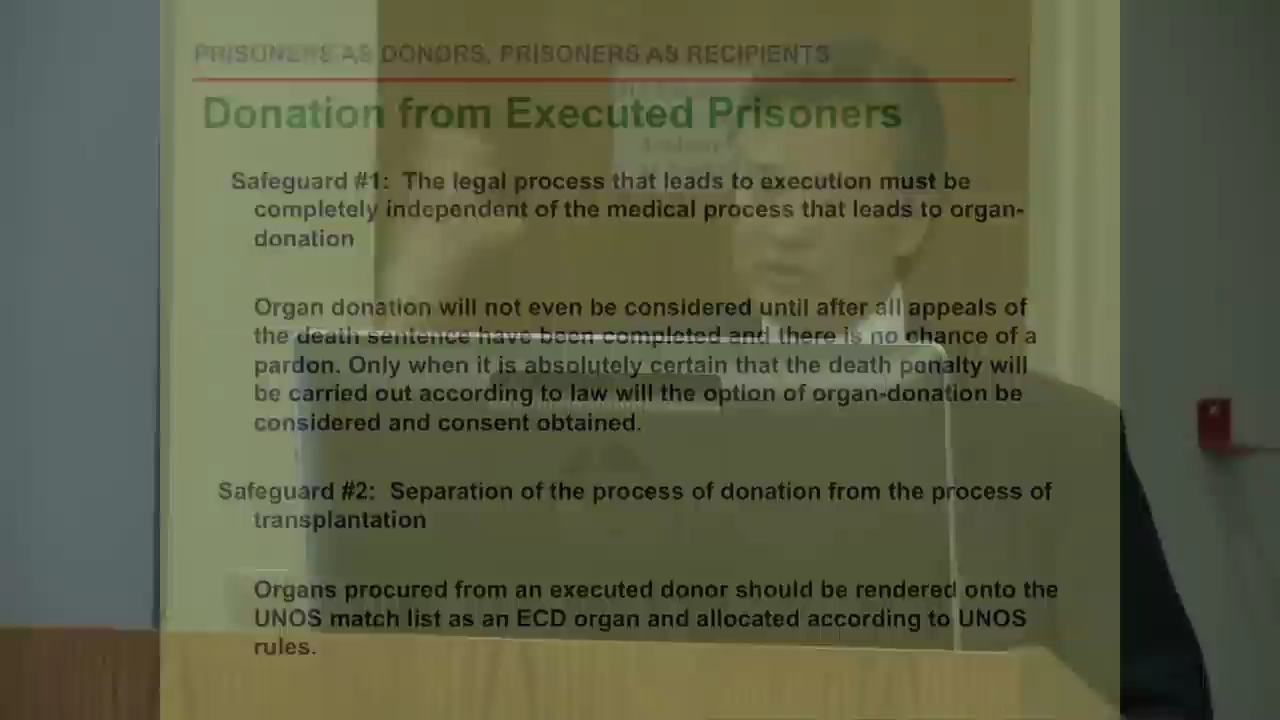 PRISONERS AS DONORS, PRISONERS AS RECIPIENTS
Donation from Executed Prisoners
Safeguard #1: The legal process that leads to execution must be
completely independent of the medical process that leads to organ-
donation
Organ donation will not even be considered until after all appeals of
the death sentence have been completed and there is no chance of a
pardon. Only when it is absolutely certain that the death penalty will
be carried out according to law will the option of organ-donation be
considered and consent obtained.
Safeguard #2: Separation of the process of donation from the process of
transplantation
Organs procured from an executed donor should be rendered onto the
UNOS match list as an ECD organ and allocated according to UNOS
rules.